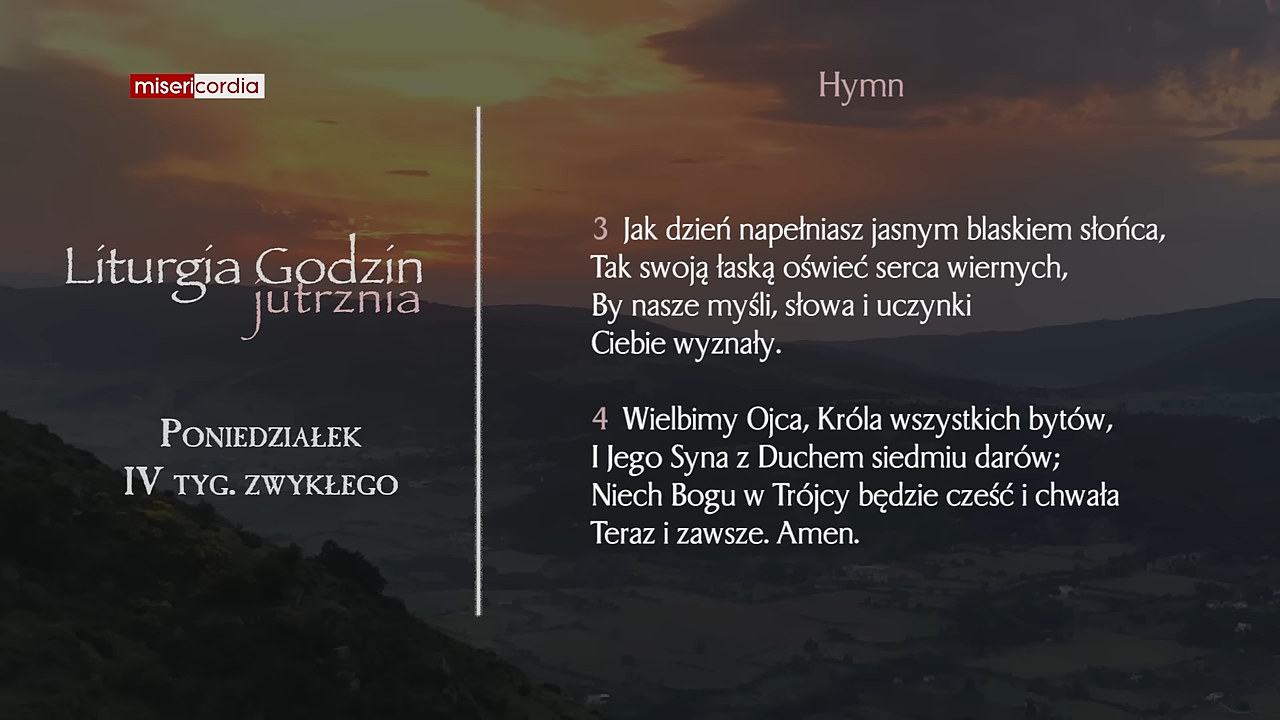 misericordia
Liturgia Godzin
jutrznia
Poniedziałek
IV tyg. zwykłego
Hymn
3 Jak dzień napełniasz jasnym blaskiem słońca,
Tak swoją łaską oświeć serca wiernych,
By nasze myśli, słowa i uczynki
Ciebie wyznały.
4 Wielbimy Ojca, Króla wszystkich bytów,
I Jego Syna z Duchem siedmiu darów;
Niech Bogu w Trójcy będzie cześć i chwała
Teraz i zawsze. Amen.